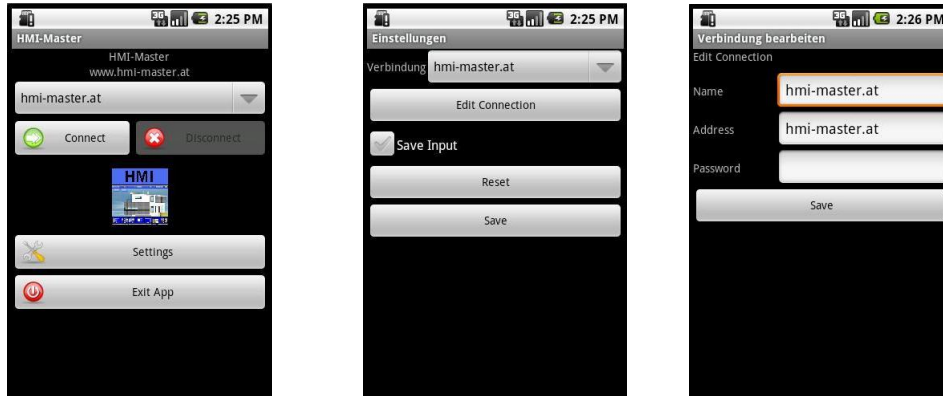 2:25 PM
HMI-Master
HMI-Master
www.hmi-master.at
hmi-master.at
Connect
Disconnect
HMI
Settings
Exit App
2:25 PM
Einstellungen
Verbindung
hmi-master.at
Edit Connection
Save Input
Reset
Save
2:26 PM
Verbindung bearbeiten
Edit Connection
Name
hmi-master.at
Address
hmi-master.at
Password
Save